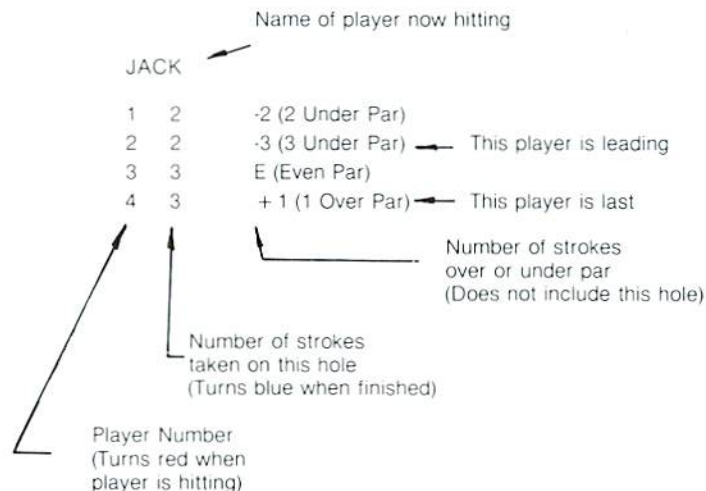 Name of player now hitting
JACK
1 2 -2 (2 Under Par)
2 2 -3 (3 Under Par) This player is leading
3 3 E (Even Par)
4 3 + 1 (1 Over Par) This player is last
Number of strokes
over or under par
(Does not include this hole)
Number of strokes
taken on this hole
(Turns blue when finished)
Player Number
(Turns red when
player is hitting)